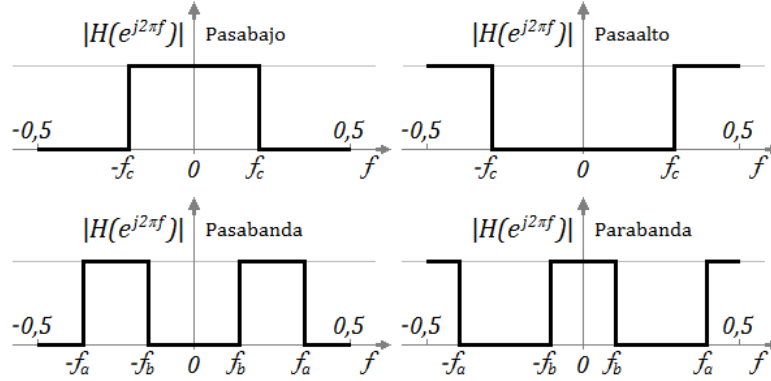 |H(e^{j2πf})| Pasabajo
-0,5 0,5
-f_c 0 f_c f
|H(e^{j2πf})| Pasaalto
-0,5 0,5
-f_c 0 f_c f
|H(e^{j2πf})| Pasabanda
-0,5 0,5
-f_a -f_b 0 f_b f_a f
|H(e^{j2πf})| Parabanda
-0,5 0,5
-f_a -f_b 0 f_b f_a f